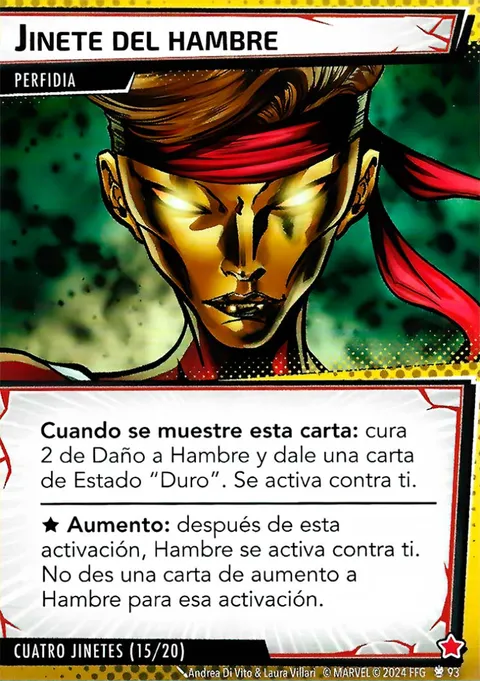 JINETE DEL HAMBRE
PERFIDIA
Cuando se muestre esta carta: cura
2 de Daño a Hambre y dale una carta
de Estado “Duro”. Se activa contra ti.
★ Aumento: después de esta
activación, Hambre se activa contra ti.
No des una carta de aumento a
Hambre para esa activación.
CUATRO JINETES (15/20)
Andrea Di Vito & Laura Villari © MARVEL © 2024 FFG 93